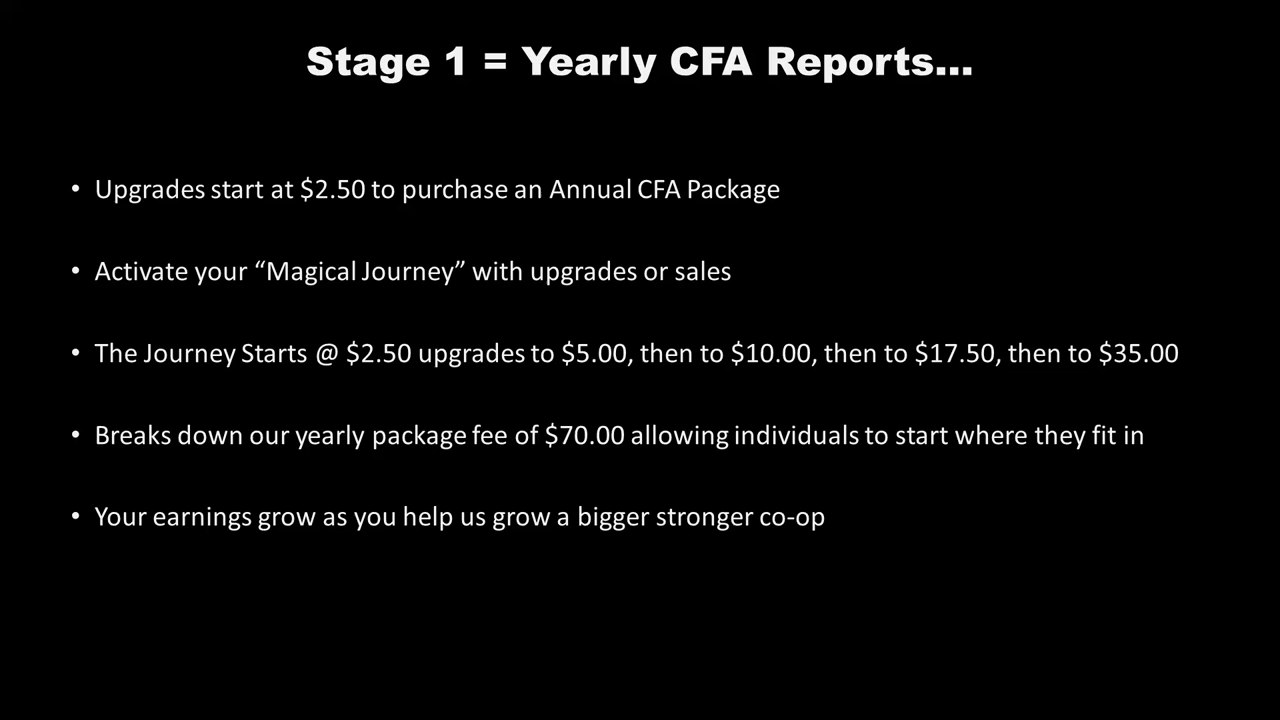 Stage 1 = Yearly CFA Reports...
• Upgrades start at $2.50 to purchase an Annual CFA Package
• Activate your “Magical Journey” with upgrades or sales
• The Journey Starts @ $2.50 upgrades to $5.00, then to $10.00, then to $17.50, then to $35.00
• Breaks down our yearly package fee of $70.00 allowing individuals to start where they fit in
• Your earnings grow as you help us grow a bigger stronger co-op